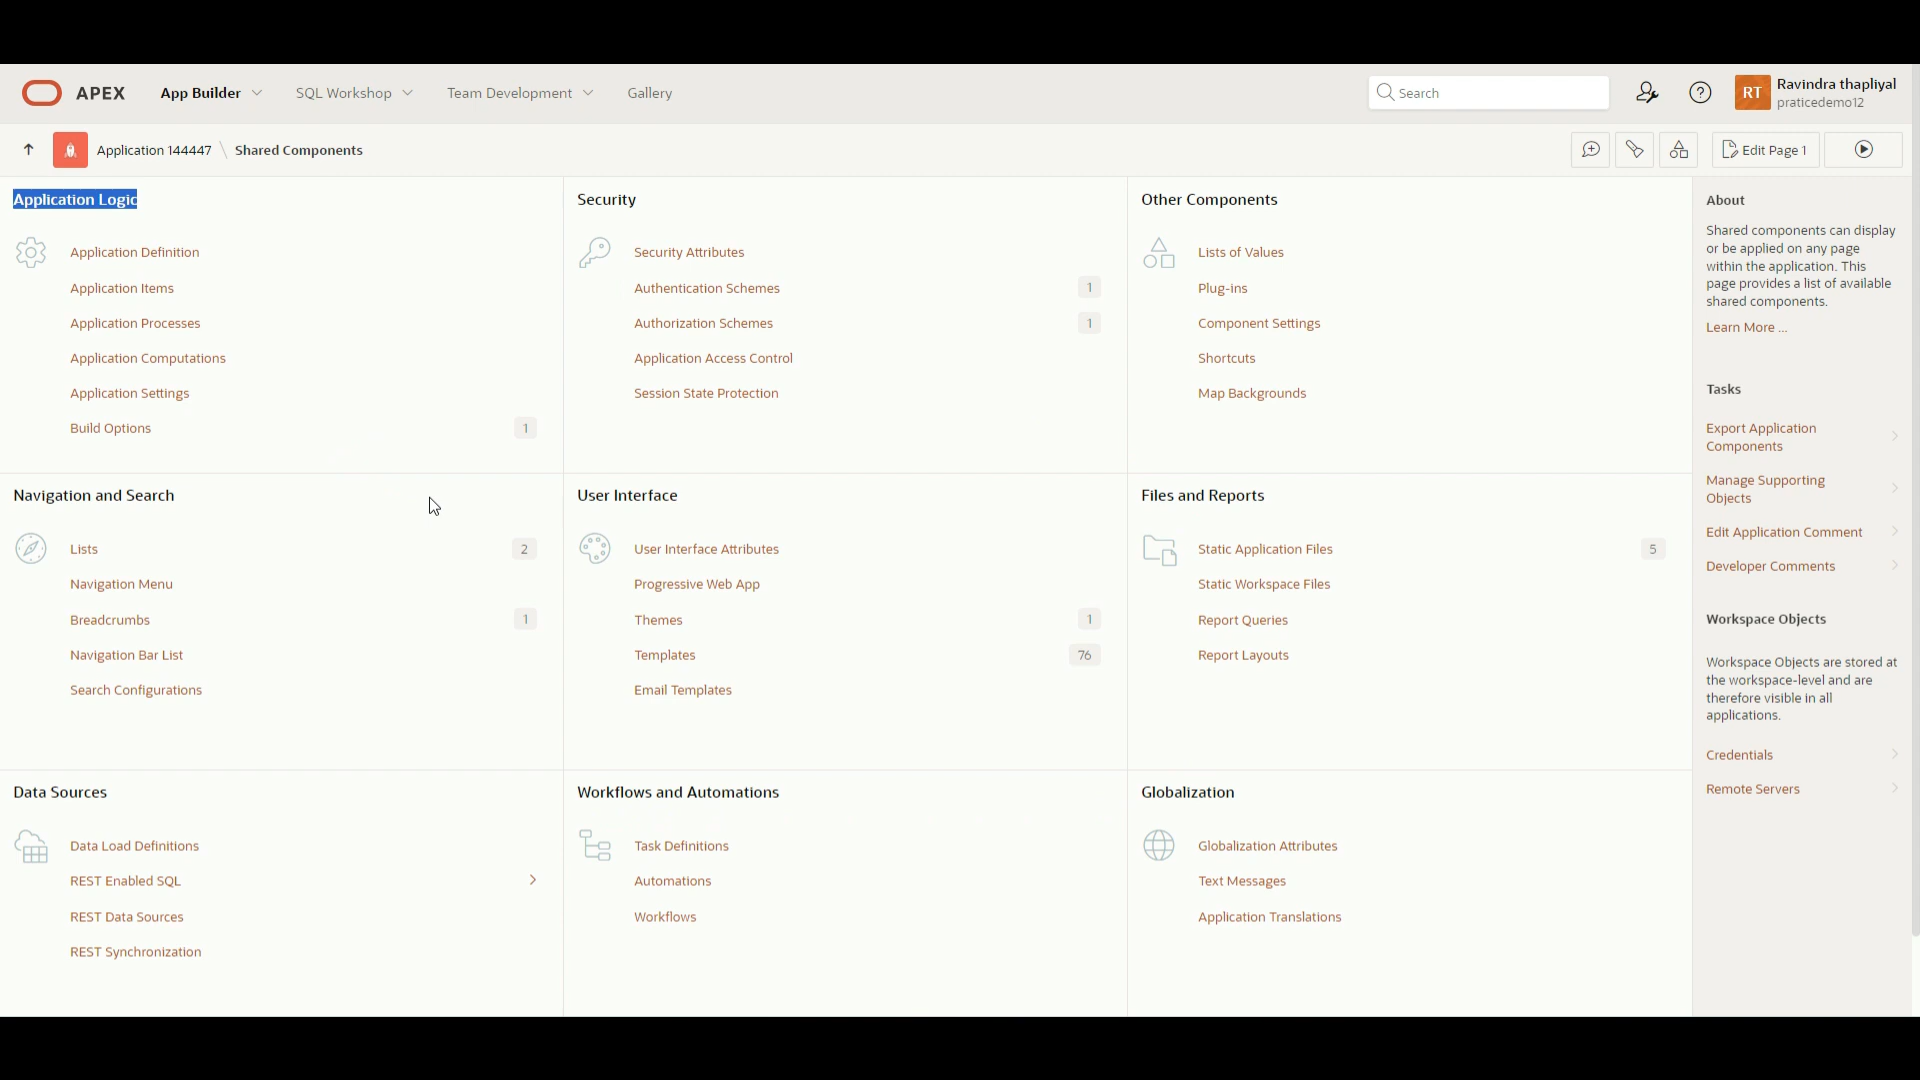 APEX
App Builder
SQL Workshop
Team Development
Gallery
Search
RT
Ravindra thapliyal
praticedemo12
Application 144447 \ Shared Components
Edit Page 1
Application Logic
Application Definition
Application Items
Application Processes
Application Computations
Application Settings
Build Options 1
Security
Security Attributes
Authentication Schemes 1
Authorization Schemes 1
Application Access Control
Session State Protection
Other Components
Lists of Values
Plug-ins
Component Settings
Shortcuts
Map Backgrounds
Navigation and Search
Lists 2
Navigation Menu
Breadcrumbs 1
Navigation Bar List
Search Configurations
User Interface
User Interface Attributes
Progressive Web App
Themes 1
Templates 76
Email Templates
Files and Reports
Static Application Files 5
Static Workspace Files
Report Queries
Report Layouts
Data Sources
Data Load Definitions
REST Enabled SQL
REST Data Sources
REST Synchronization
Workflows and Automations
Task Definitions
Automations
Workflows
Globalization
Globalization Attributes
Text Messages
Application Translations
About
Shared components can display
or be applied on any page
within the application. This
page provides a list of available
shared components.
Learn More ...
Tasks
Export Application
Components
Manage Supporting
Objects
Edit Application Comment
Developer Comments
Workspace Objects
Workspace Objects are stored at
the workspace-level and are
therefore visible in all
applications.
Credentials
Remote Servers